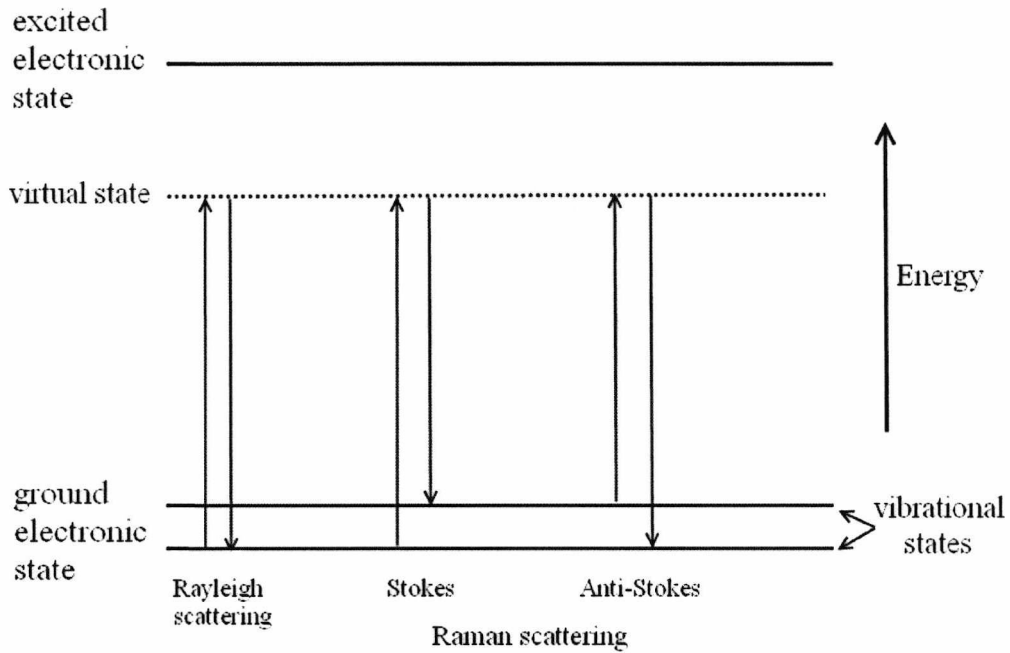 excited
electronic
state
virtual state
Energy
ground
electronic
state
vibrational
states
Rayleigh
scattering
Stokes
Anti-Stokes
Raman scattering